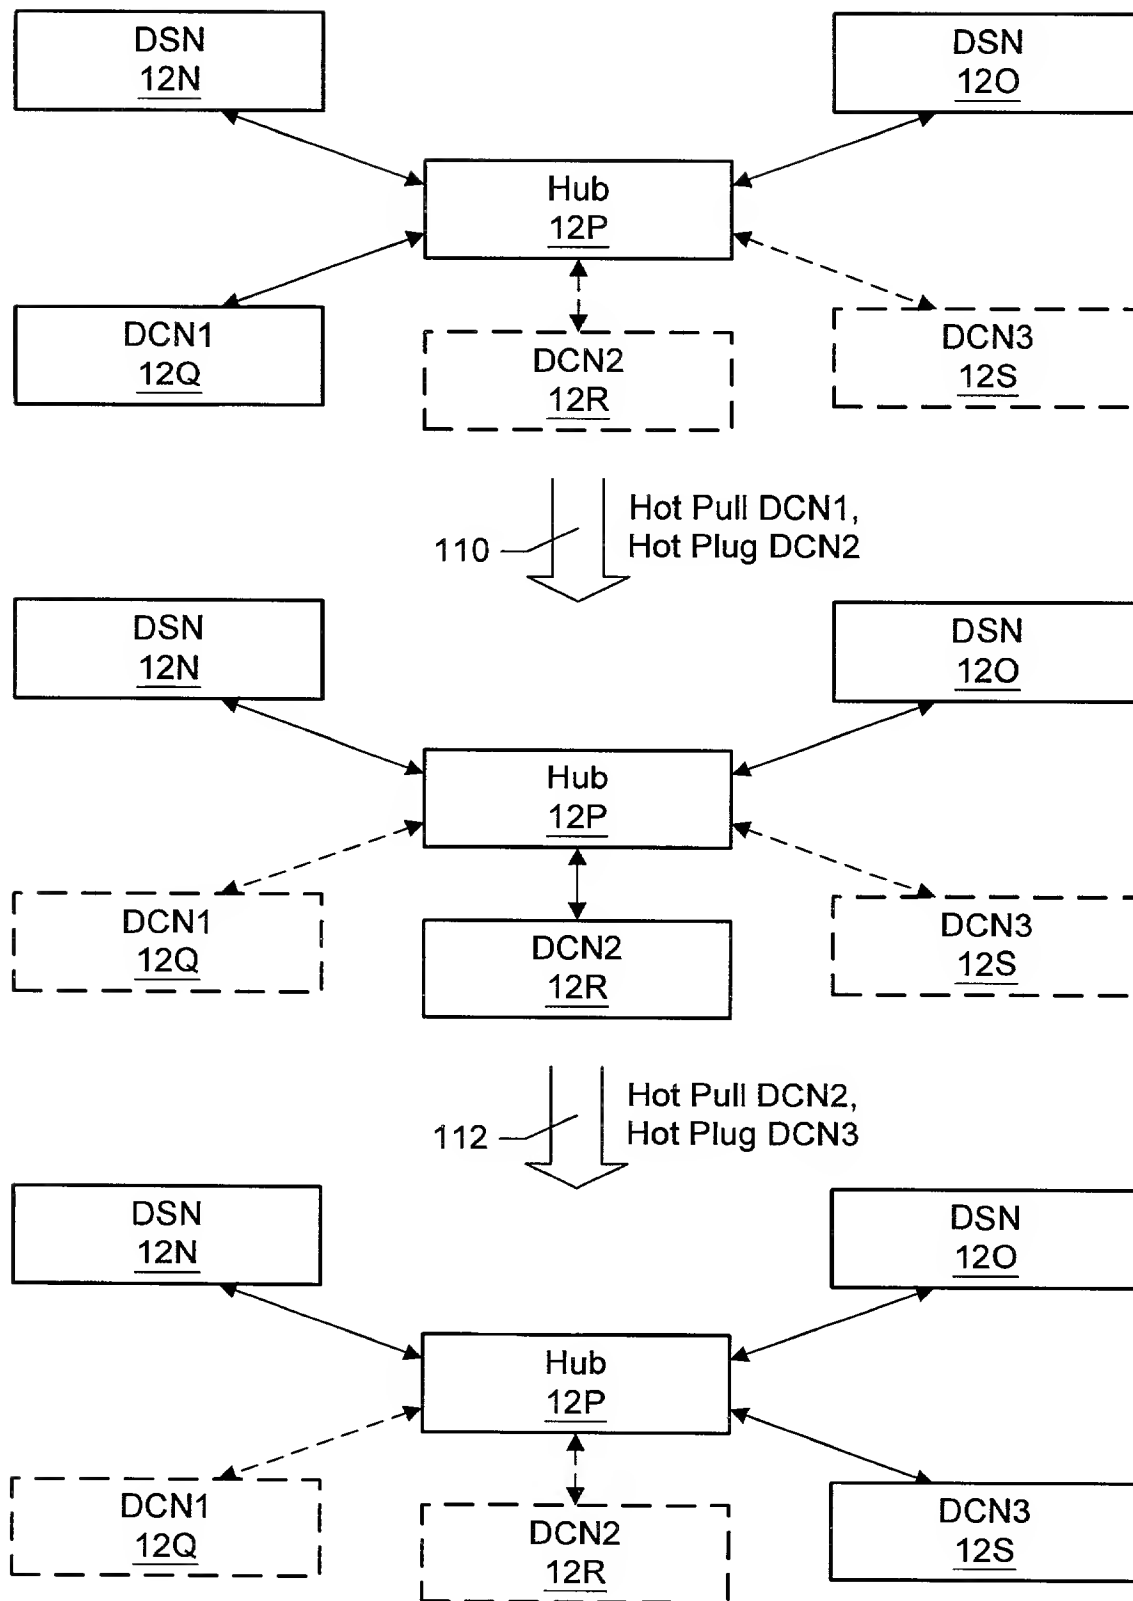 DSN
12N
DSN
12O
Hub
12P
DCN1
12Q
DCN2
12R
DCN3
12S
110
Hot Pull DCN1,
Hot Plug DCN2
DSN
12N
DSN
12O
Hub
12P
DCN1
12Q
DCN2
12R
DCN3
12S
112
Hot Pull DCN2,
Hot Plug DCN3
DSN
12N
DSN
12O
Hub
12P
DCN1
12Q
DCN2
12R
DCN3
12S